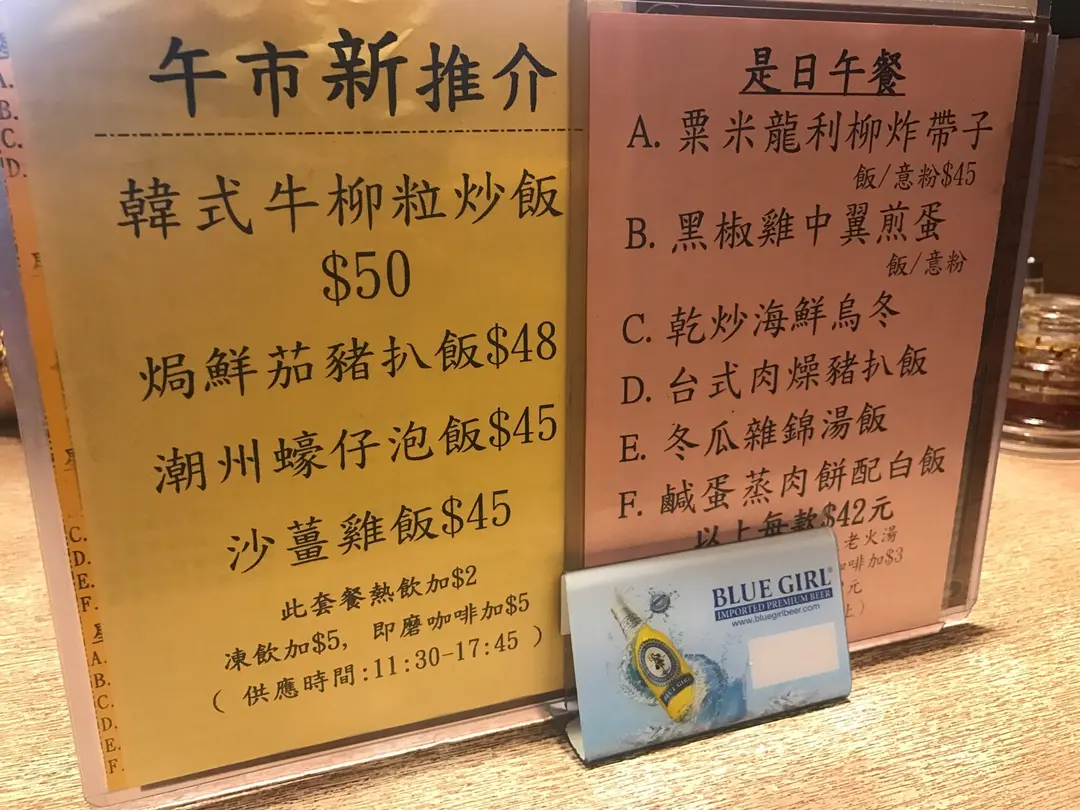 午市新推介
韓式牛柳粒炒飯
$50
焗鮮茄豬扒飯$48
潮州蠔仔泡飯$45
沙薑雞飯$45
此套餐熱飲加$2
凍飲加$5, 即磨咖啡加$5
( 供應時間:11:30-17:45 )
是日午餐
A. 粟米龍利柳炸帶子
飯/意粉$45
B. 黑椒雞中翼煎蛋
飯/意粉
C. 乾炒海鮮烏冬
D. 台式肉燥豬扒飯
E. 冬瓜雜錦湯飯
F. 鹹蛋蒸肉餅配白飯
以上每款$42元
老火湯
啡加$3
元
BLUE GIRL
IMPORTED PREMIUM BEER
www.bluegirlbeer.com
BLUE GIRL
A.
B.
C.
D.
C.
D.
E.
F.
A.
B.
C.
D.
E.
F.